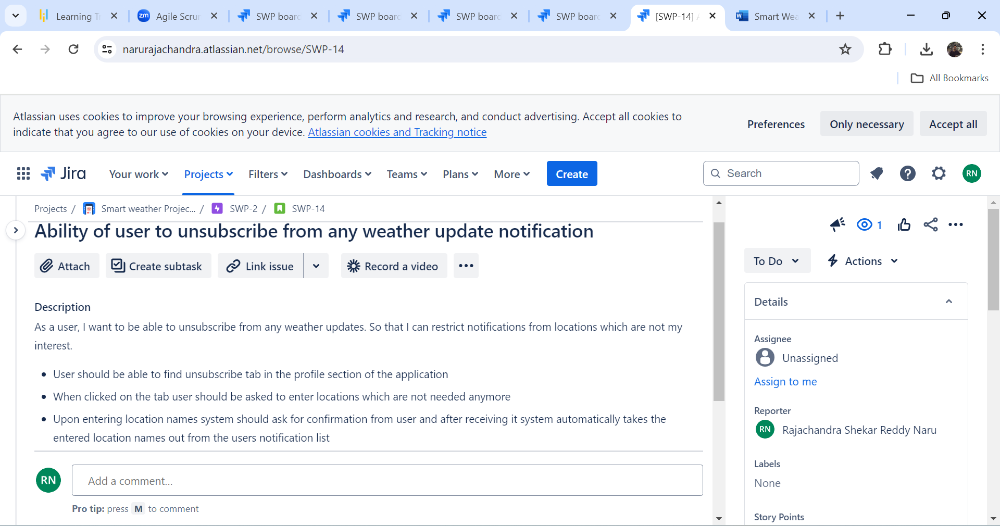 Learning T
Agile Scrur
SWP board
SWP board
SWP board
SWP board
[SWP-14]
Smart Wea
narurajachandra.atlassian.net/browse/SWP-14
All Bookmarks
Atlassian uses cookies to improve your browsing experience, perform analytics and research, and conduct advertising. Accept all cookies to
indicate that you agree to our use of cookies on your device. Atlassian cookies and Tracking notice
Preferences
Only necessary
Accept all
Jira
Your work
Projects
Filters
Dashboards
Teams
Plans
More
Create
Search
RN
Projects / Smart weather Projec... / SWP-2 / SWP-14
Ability of user to unsubscribe from any weather update notification
Attach
Create subtask
Link issue
Record a video
Description
As a user, I want to be able to unsubscribe from any weather updates. So that I can restrict notifications from locations which are not my
interest.
• User should be able to find unsubscribe tab in the profile section of the application
• When clicked on the tab user should be asked to enter locations which are not needed anymore
• Upon entering location names system should ask for confirmation from user and after receiving it system automatically takes the
entered location names out from the users notification list
RN
Add a comment...
Pro tip: press M to comment
1
To Do
Actions
Details
Assignee
Unassigned
Assign to me
Reporter
RN Rajachandra Shekar Reddy Naru
Labels
None
Story Points